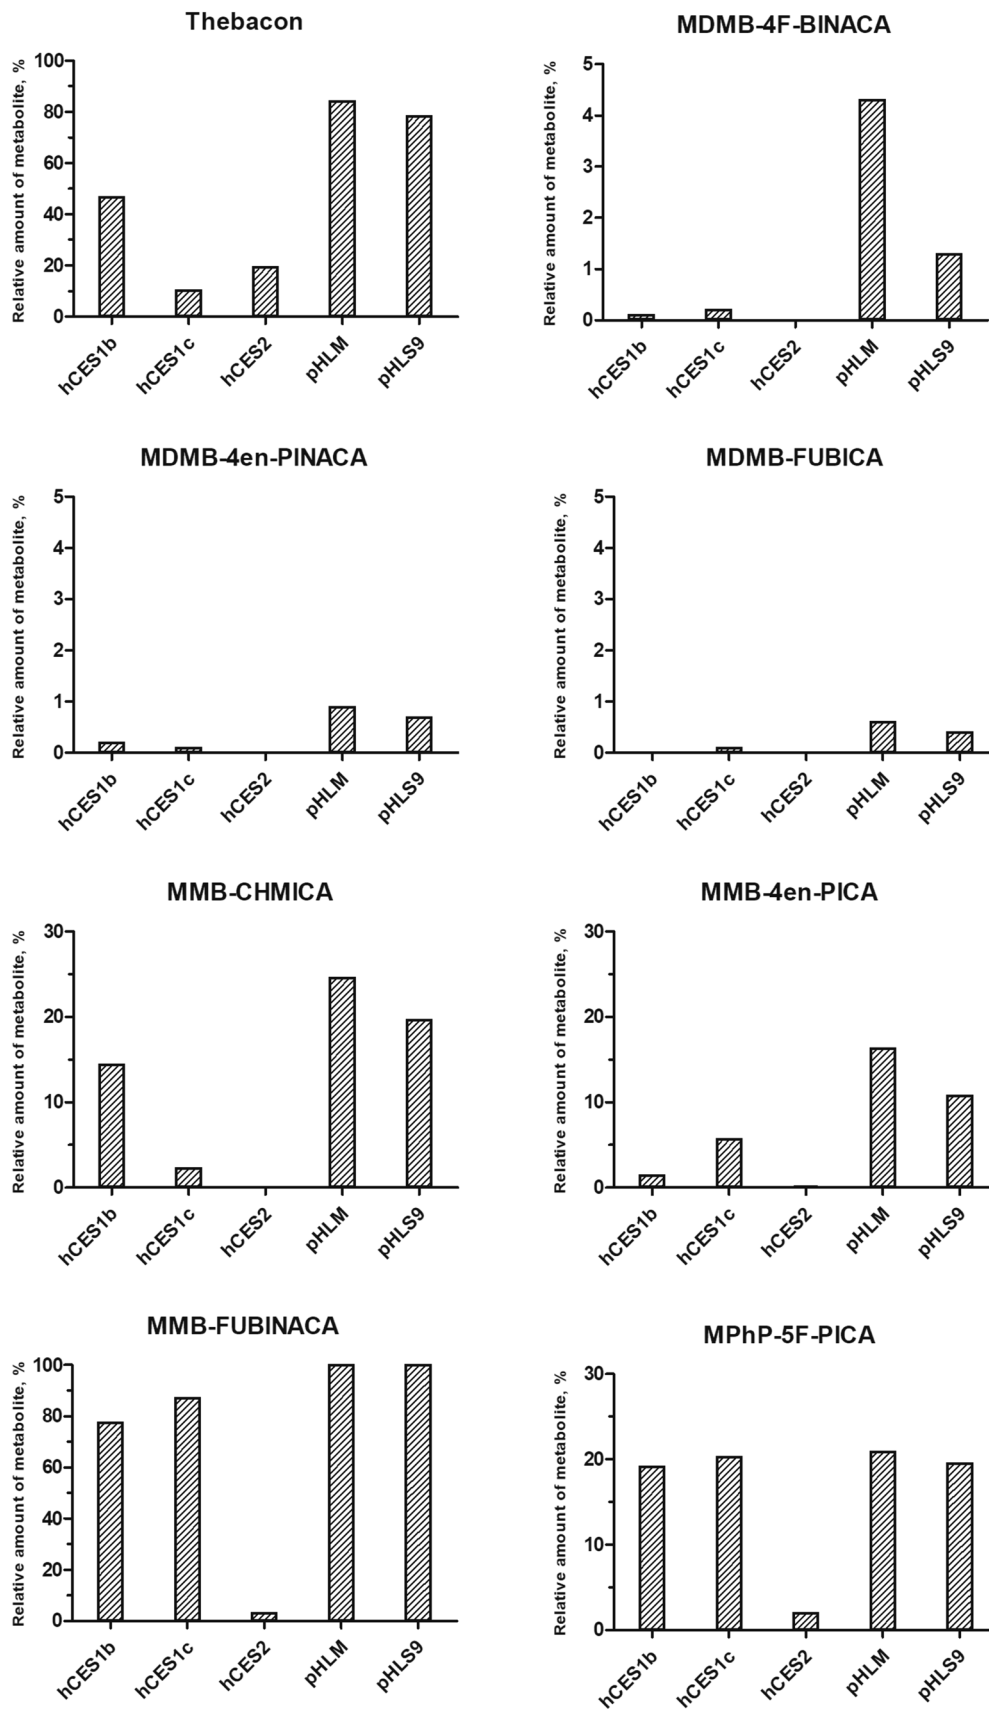 Thebacon
Relative amount of metabolite, %
100
80
60
40
20
0
hCES1b
hCES1c
hCES2
pHLM
pHLS9
MDMB-4F-BINACA
Relative amount of metabolite, %
5
4
3
2
1
0
hCES1b
hCES1c
hCES2
pHLM
pHLS9
MDMB-4en-PINACA
Relative amount of metabolite, %
5
4
3
2
1
0
hCES1b
hCES1c
hCES2
pHLM
pHLS9
MDMB-FUBICA
Relative amount of metabolite, %
5
4
3
2
1
0
hCES1b
hCES1c
hCES2
pHLM
pHLS9
MMB-CHMICA
Relative amount of metabolite, %
30
20
10
0
hCES1b
hCES1c
hCES2
pHLM
pHLS9
MMB-4en-PICA
Relative amount of metabolite, %
30
20
10
0
hCES1b
hCES1c
hCES2
pHLM
pHLS9
MMB-FUBINACA
Relative amount of metabolite, %
100
80
60
40
20
0
hCES1b
hCES1c
hCES2
pHLM
pHLS9
MPhP-5F-PICA
Relative amount of metabolite, %
30
20
10
0
hCES1b
hCES1c
hCES2
pHLM
pHLS9